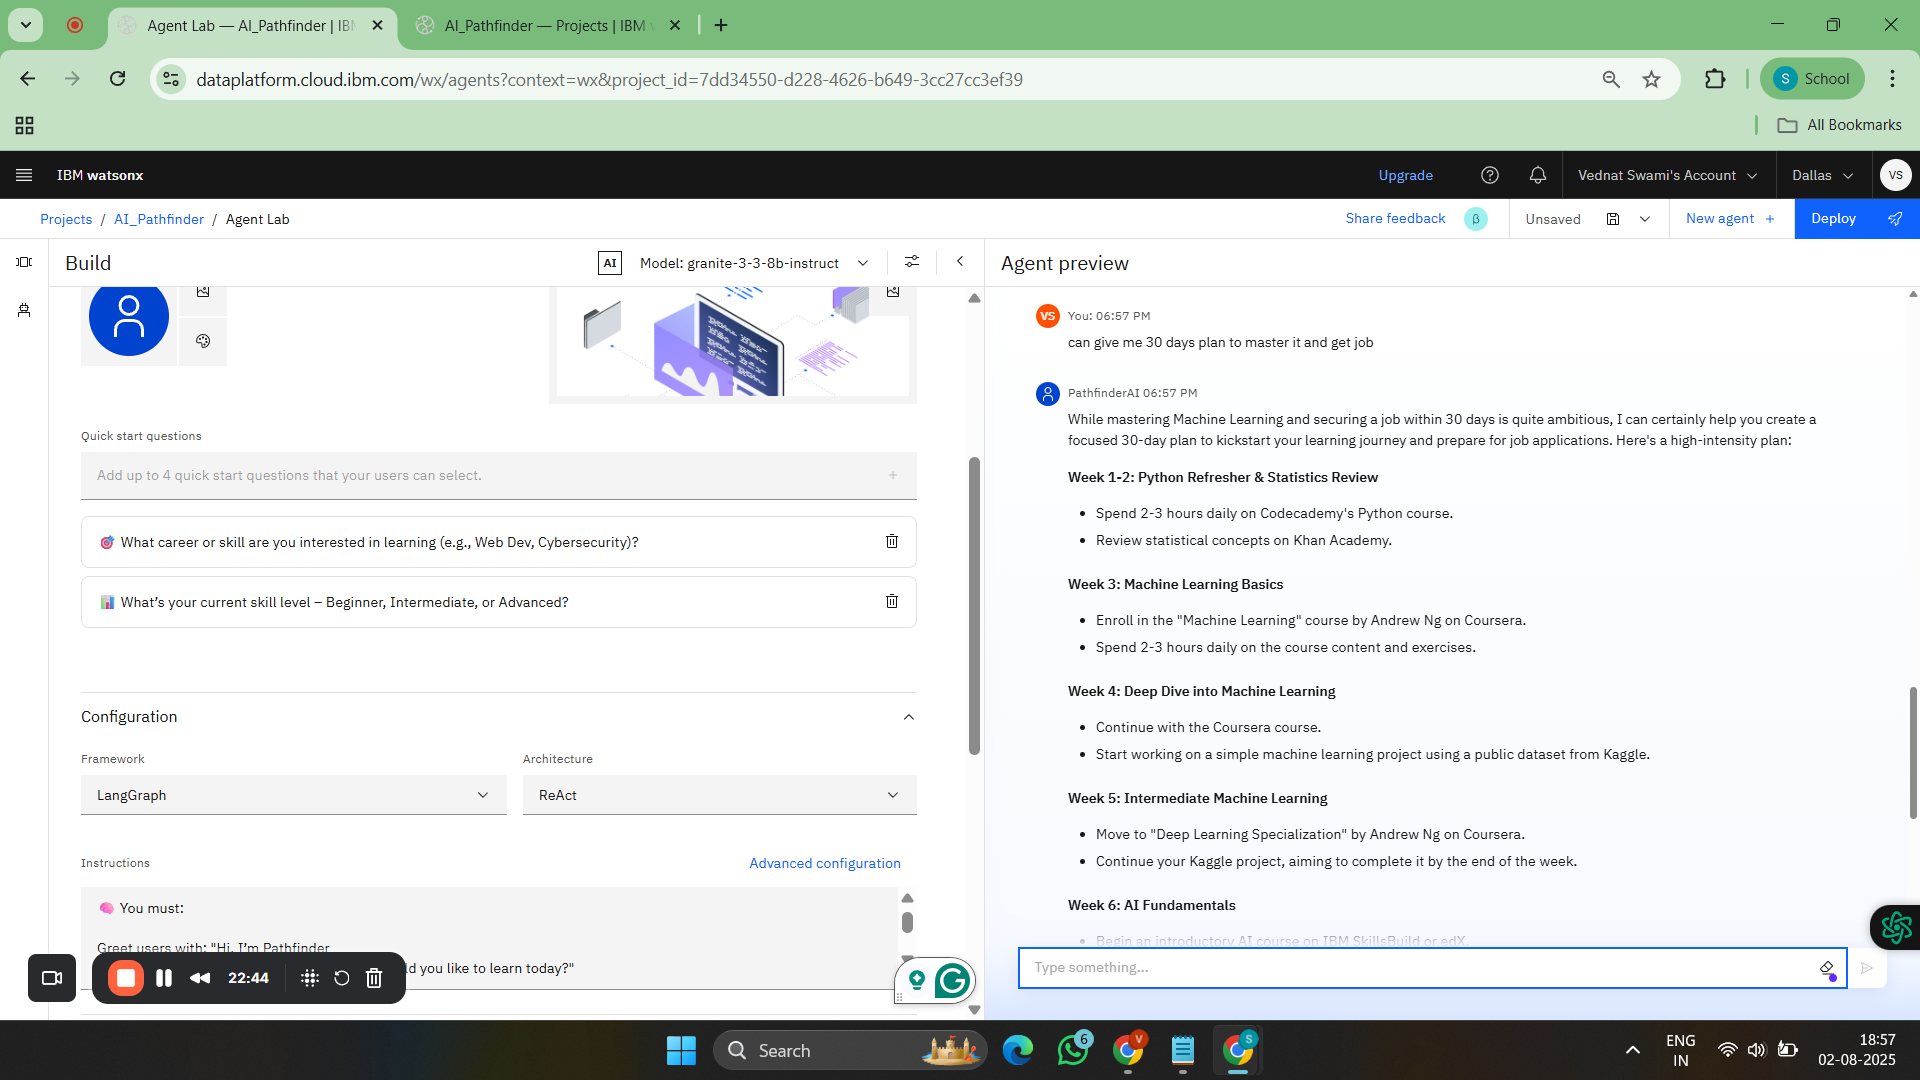 Agent Lab — AI_Pathfinder | IBM
AI_Pathfinder — Projects | IBM
dataplatform.cloud.ibm.com/wx/agents?context=wx&project_id=7dd34550-d228-4626-b649-3cc27cc3ef39
S School
All Bookmarks
IBM watsonx
Upgrade
Vednat Swami's Account
Dallas
VS
Projects / AI_Pathfinder / Agent Lab
Share feedback β
Unsaved
New agent +
Deploy
Build
AI Model: granite-3-3-8b-instruct
Agent preview
Quick start questions
Add up to 4 quick start questions that your users can select.
🎯 What career or skill are you interested in learning (e.g., Web Dev, Cybersecurity)?
📊 What’s your current skill level – Beginner, Intermediate, or Advanced?
Configuration
Framework
Architecture
LangGraph
ReAct
Instructions
Advanced configuration
🧠 You must:
Greet users with: "Hi, I’m Pathfinder
ld you like to learn today?"
22:44
VS You: 06:57 PM
can give me 30 days plan to master it and get job
PathfinderAI 06:57 PM
While mastering Machine Learning and securing a job within 30 days is quite ambitious, I can certainly help you create a
focused 30-day plan to kickstart your learning journey and prepare for job applications. Here's a high-intensity plan:
Week 1-2: Python Refresher & Statistics Review
• Spend 2-3 hours daily on Codecademy's Python course.
• Review statistical concepts on Khan Academy.
Week 3: Machine Learning Basics
• Enroll in the "Machine Learning" course by Andrew Ng on Coursera.
• Spend 2-3 hours daily on the course content and exercises.
Week 4: Deep Dive into Machine Learning
• Continue with the Coursera course.
• Start working on a simple machine learning project using a public dataset from Kaggle.
Week 5: Intermediate Machine Learning
• Move to "Deep Learning Specialization" by Andrew Ng on Coursera.
• Continue your Kaggle project, aiming to complete it by the end of the week.
Week 6: AI Fundamentals
• Begin an introductory AI course on IBM SkillsBuild or edX.
Type something...
Search
6
V
S
ENG
IN
18:57
02-08-2025